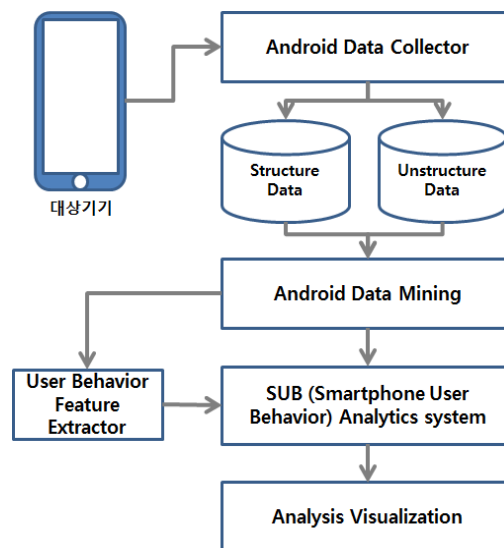 Android Data Collector
대상기기
Structure
Data
Unstructure
Data
Android Data Mining
User Behavior
Feature
Extractor
SUB (Smartphone User
Behavior) Analytics system
Analysis Visualization